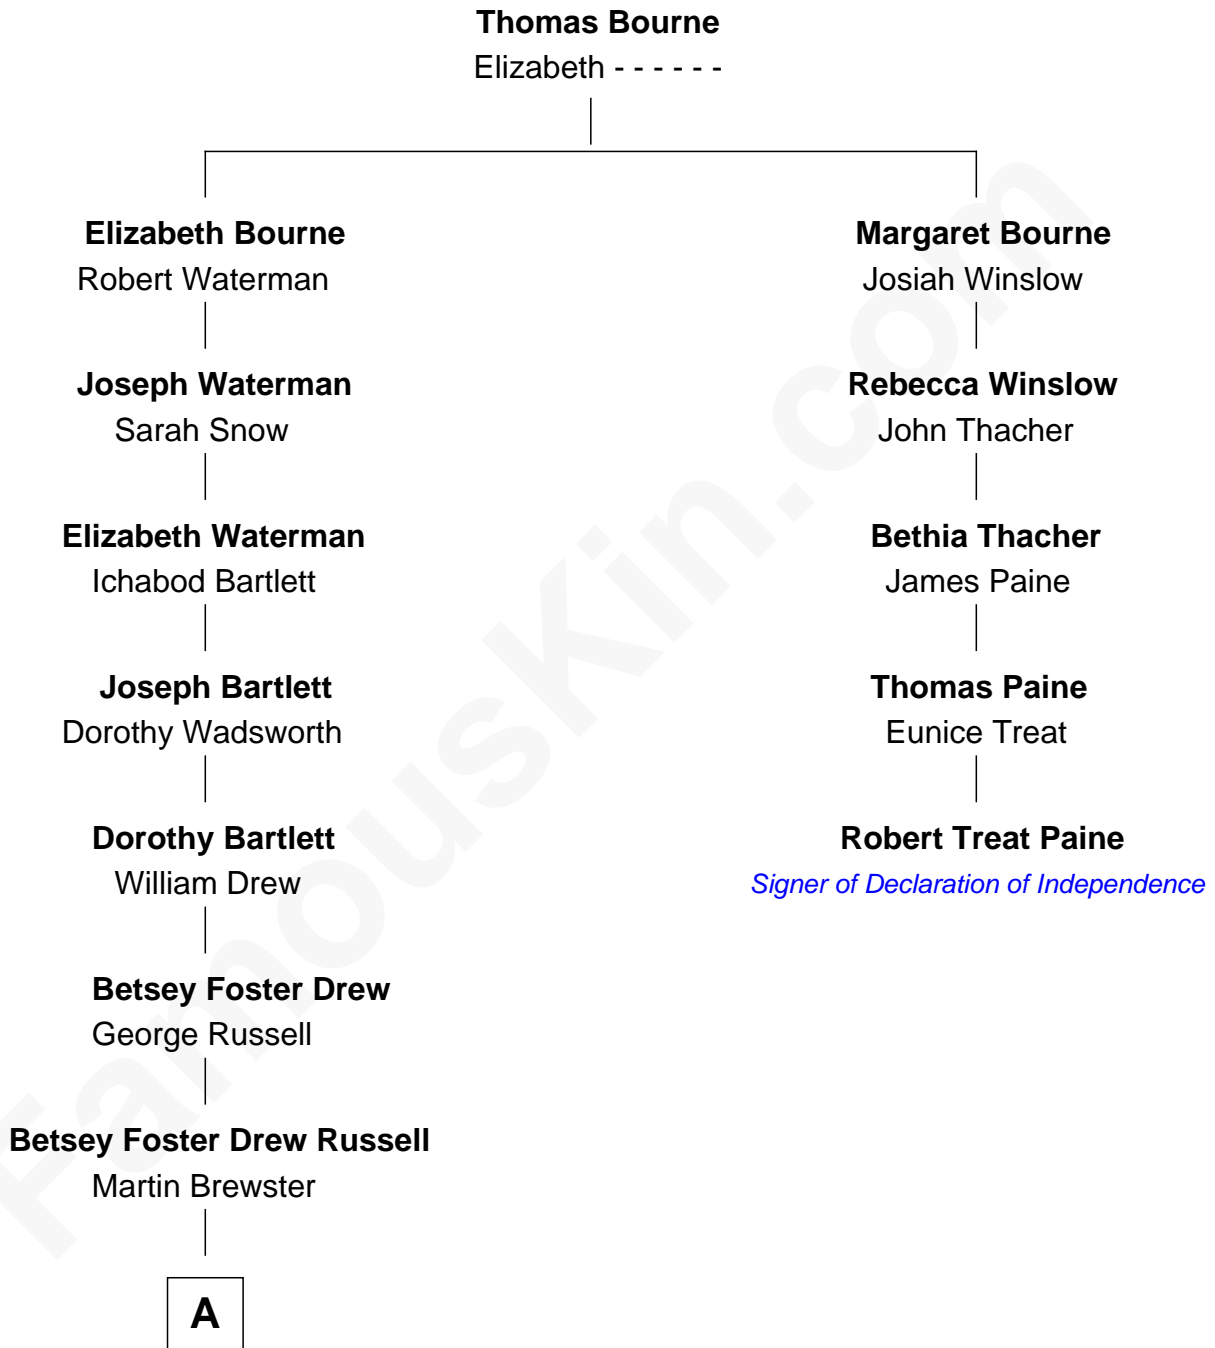 Thomas Bourne
Elizabeth - - - - - -
Elizabeth Bourne
Robert Waterman
Margaret Bourne
Josiah Winslow
Joseph Waterman
Sarah Snow
Rebecca Winslow
John Thacher
Elizabeth Waterman
Ichabod Bartlett
Bethia Thacher
James Paine
Joseph Bartlett
Dorothy Wadsworth
Thomas Paine
Eunice Treat
Dorothy Bartlett
William Drew
Robert Treat Paine
Signer of Declaration of Independence
Betsey Foster Drew
George Russell
Betsey Foster Drew Russell
Martin Brewster
A
FamousKin.com